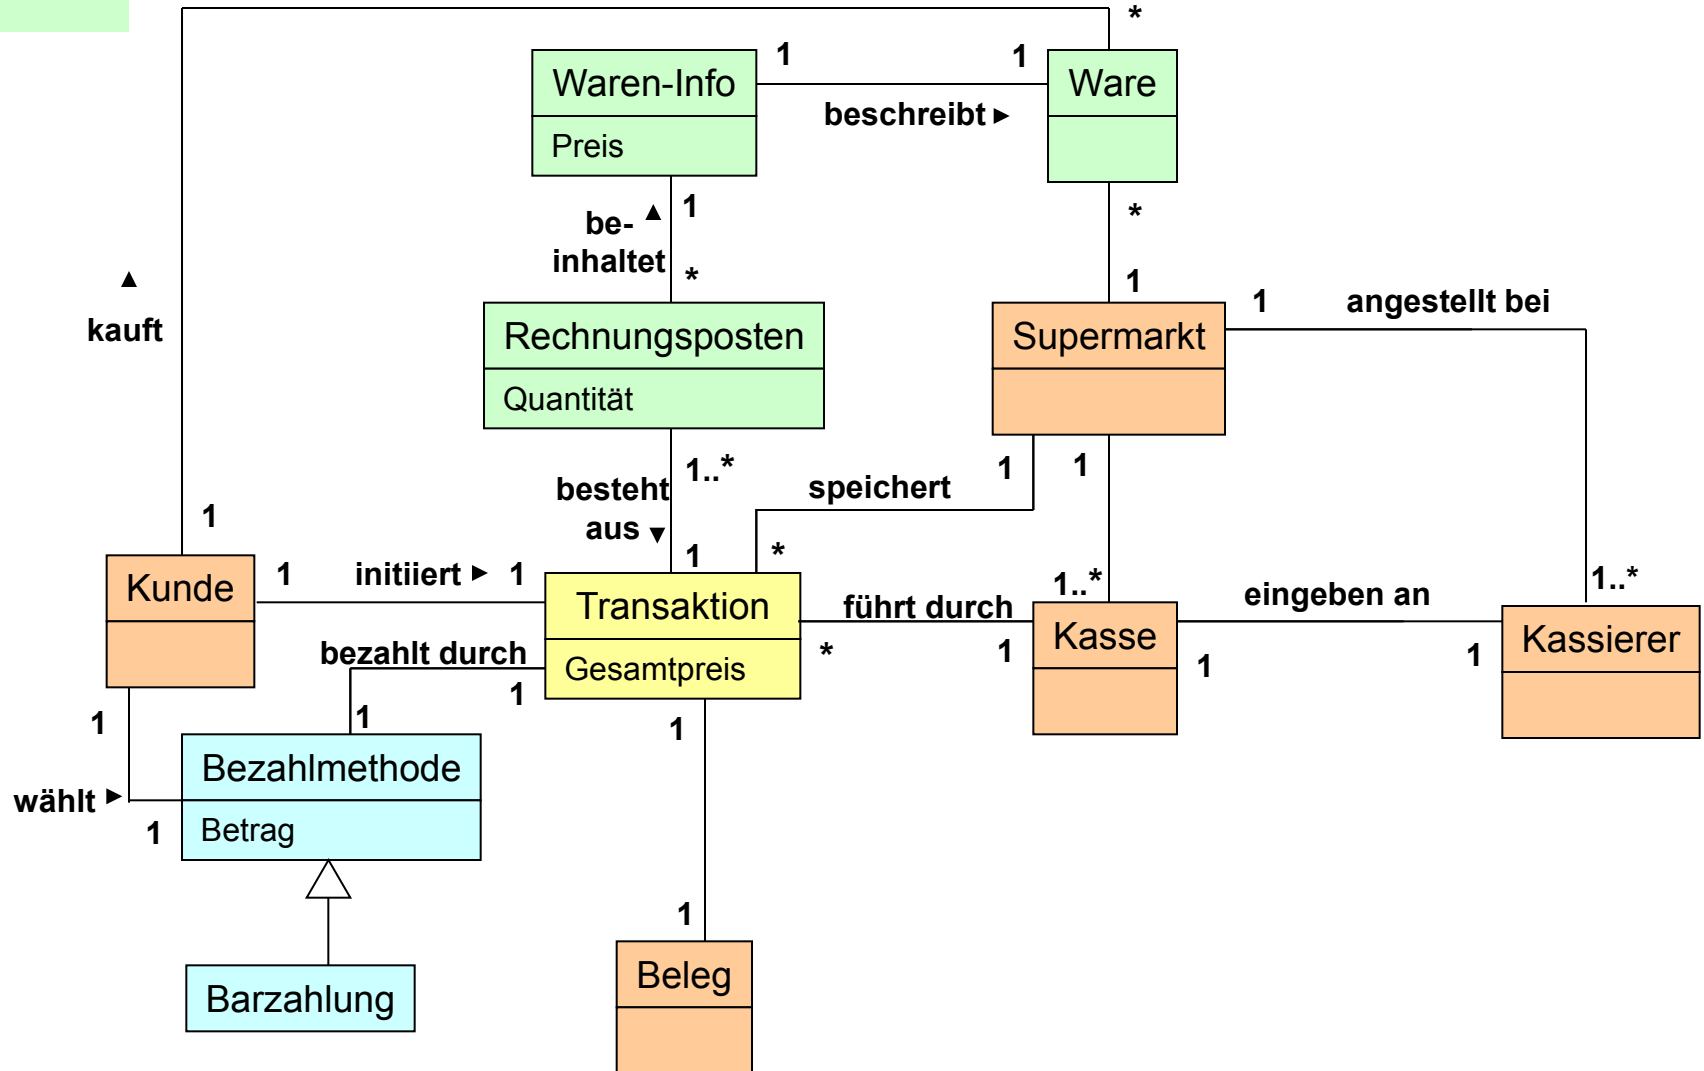 *
1
1
Waren-Info
Ware
beschreibt ►
Preis
1
*
be- ▲
inhaltet
*
▲
1
1
angestellt bei
kauft
Rechnungsposten
Supermarkt
Quantität
1..*
1
1
besteht
speichert
aus ▼
1
1
*
1
initiiert ►
1
1..*
1..*
Kunde
Transaktion
führt durch
eingeben an
Kasse
Kassierer
bezahlt durch
Gesamtpreis
*
1
1
1
1
1
1
1
Bezahlmethode
wählt ►
Betrag
1
1
Beleg
Barzahlung